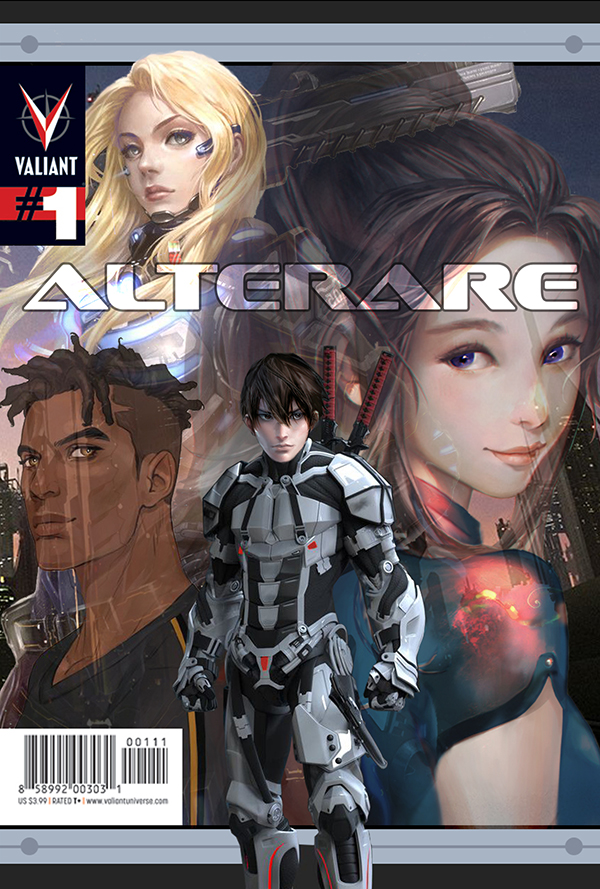 VALIANT
#1
ALTERARE
00111
8 58992 00303 1
US $3.99 | RATED T+ | www.valiantuniverse.com